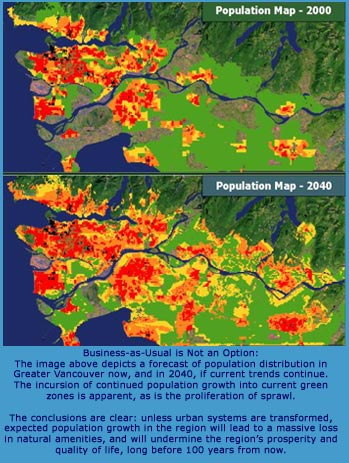 Population Map - 2000
Population Map - 2040
Business-as-Usual is Not an Option:
The image above depicts a forecast of population distribution in
Greater Vancouver now, and in 2040, if current trends continue.
The incursion of continued population growth into current green
zones is apparent, as is the proliferation of sprawl.
The conclusions are clear: unless urban systems are transformed,
expected population growth in the region will lead to a massive loss
in natural amenities, and will undermine the region's prosperity and
quality of life, long before 100 years from now.